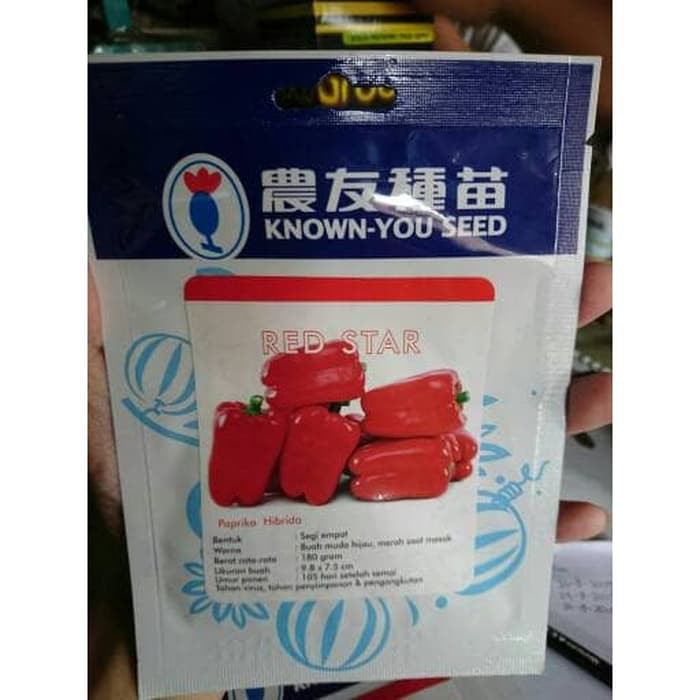 農友種苗
KNOWN-YOU SEED
RED STAR
Paprika Hibrida
Bentuk : Segi empat
Warna : Buah muda hijau, merah saat masak
Berat rata-rata : 180 gram
Ukuran buah : 9.8 x 7.5 cm
Umur panen : 105 hari setelah semai
Tahan virus, tahan penyimpanan & pengangkutan